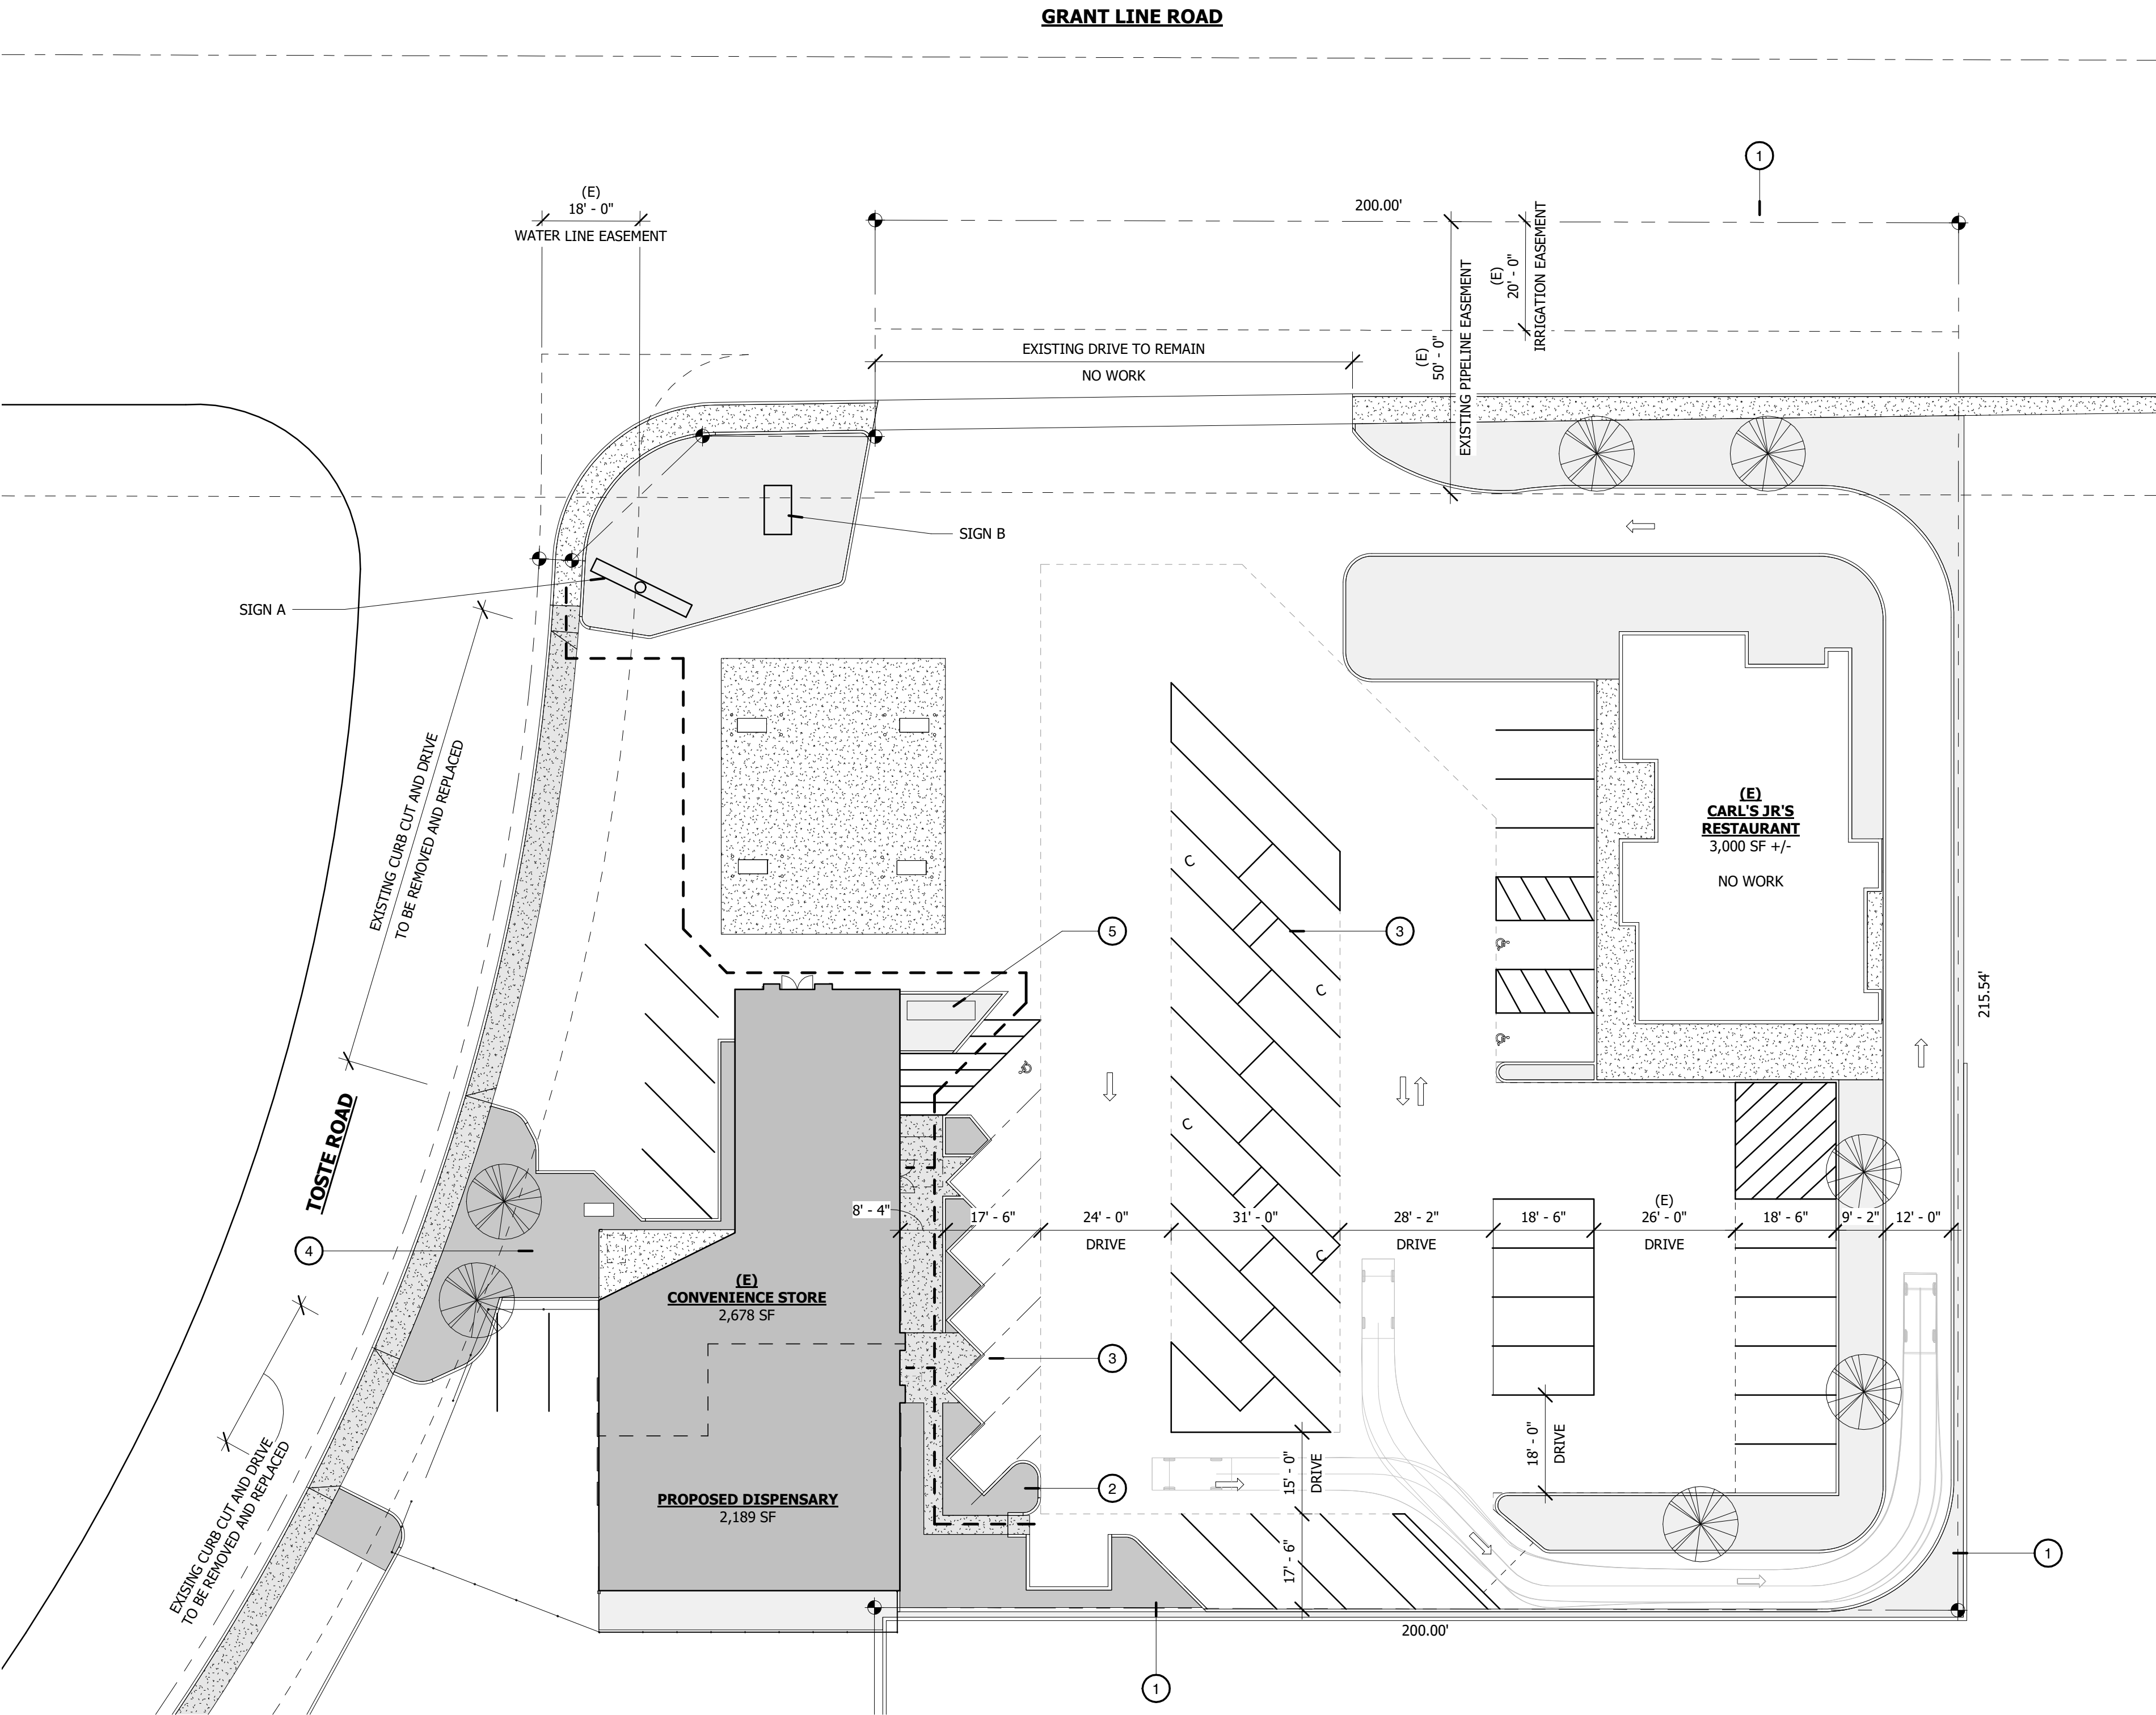 GRANT LINE ROAD
1
(E)
18' - 0"
WATER LINE EASEMENT
200.00'
(E)
20' - 0"
IRRIGATION EASEMENT
(E)
50' - 0"
EXISTING PIPELINE EASEMENT
EXISTING DRIVE TO REMAIN
NO WORK
SIGN B
SIGN A
EXISTING CURB CUT AND DRIVE
TO BE REMOVED AND REPLACED
(E)
CARL'S JR'S
RESTAURANT
3,000 SF +/-
NO WORK
C
5
3
C
215.54'
TOSTE ROAD
C
8' - 4"
17' - 6"
24' - 0"
DRIVE
31' - 0"
28' - 2"
DRIVE
18' - 6"
(E)
26' - 0"
DRIVE
18' - 6"
9' - 2"
12' - 0"
C
4
(E)
CONVENIENCE STORE
2,678 SF
3
18' - 0"
DRIVE
EXISING CURB CUT AND DRIVE
TO BE REMOVED AND REPLACED
PROPOSED DISPENSARY
2,189 SF
2
15' - 0"
DRIVE
17' - 6"
1
200.00'
1